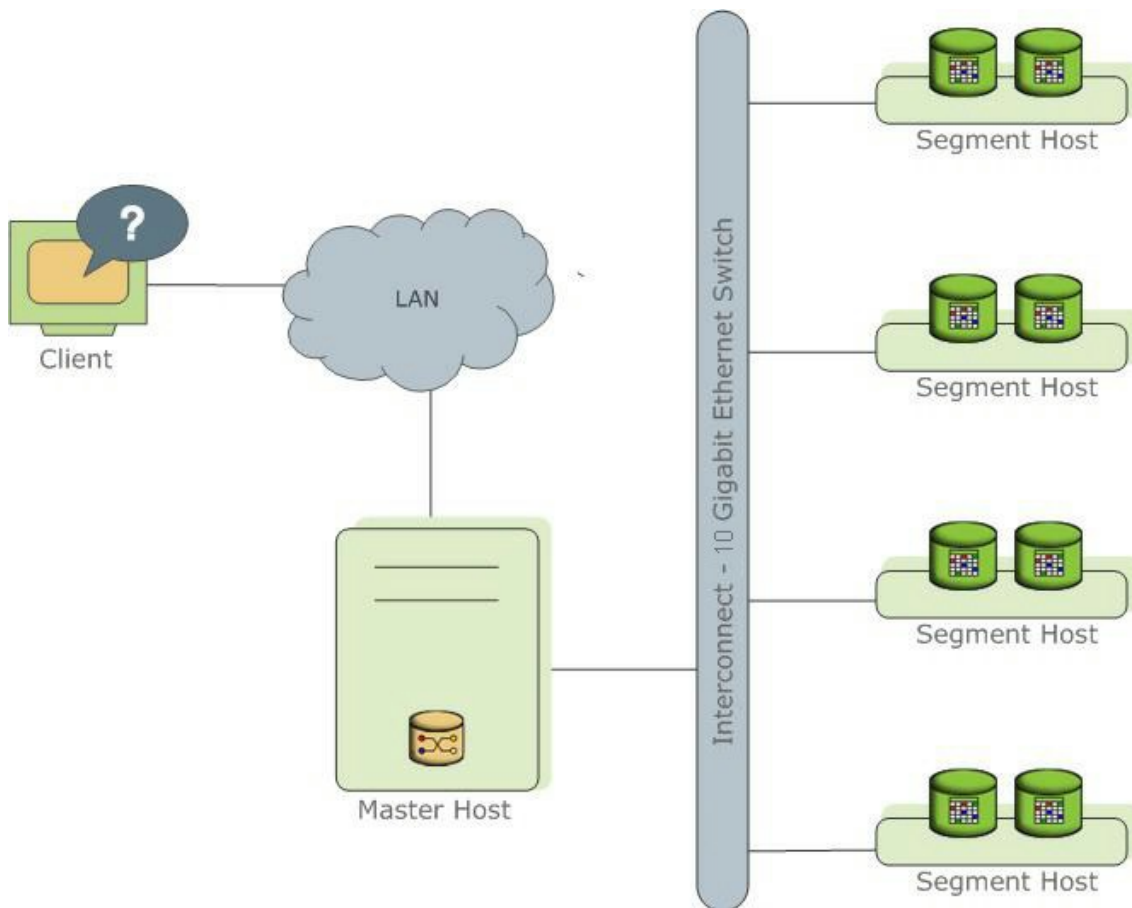 Segment Host
?
LAN
Client
Segment Host
Interconnect - 10 Gigabit Ethernet Switch
Segment Host
Master Host
Segment Host